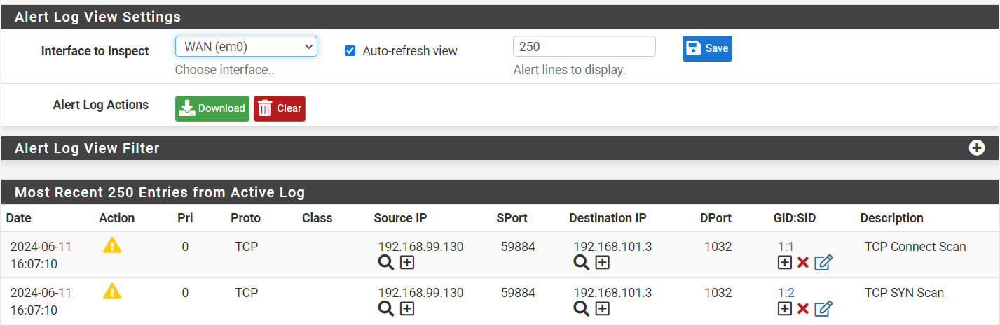 Alert Log View Settings
Interface to Inspect WAN (em0) Auto-refresh view 250 Save
Choose interface.. Alert lines to display.
Alert Log Actions Download Clear
Alert Log View Filter
Most Recent 250 Entries from Active Log
Date Action Pri Proto Class Source IP SPort Destination IP DPort GID:SID Description
2024-06-11 0 TCP 192.168.99.130 59884 192.168.101.3 1032 1:1 TCP Connect Scan
16:07:10
2024-06-11 0 TCP 192.168.99.130 59884 192.168.101.3 1032 1:2 TCP SYN Scan
16:07:10